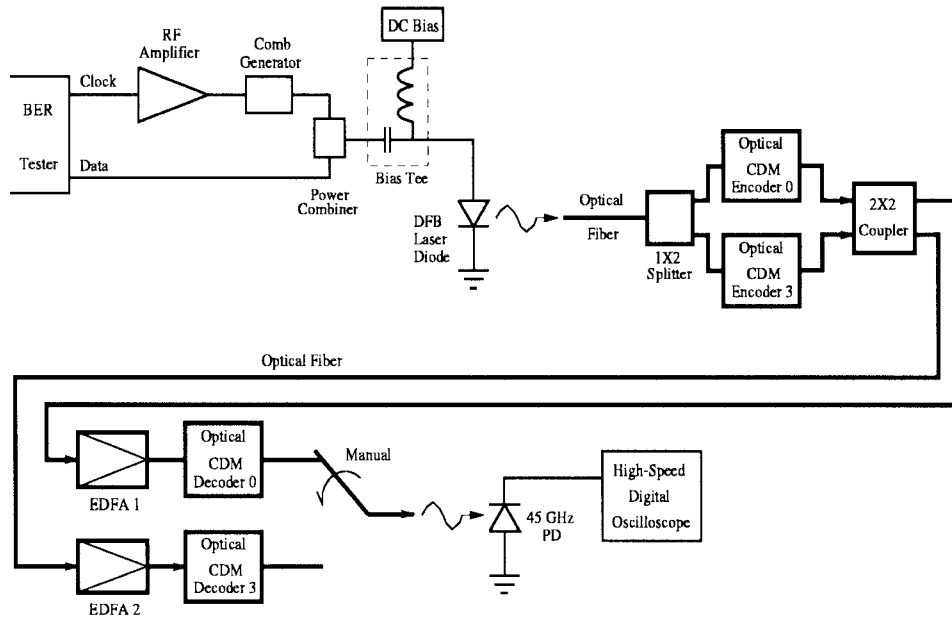 DC Bias
RF
Amplifier
Comb
Generator
Clock
BER
Tester
Data
Power
Combiner
Bias Tee
DFB
Laser
Diode
Optical
Fiber
1X2
Splitter
Optical
CDM
Encoder 0
Optical
CDM
Encoder 3
2X2
Coupler
Optical Fiber
EDFA 1
Optical
CDM
Decoder 0
Manual
45 GHz
PD
High-Speed
Digital
Oscilloscope
EDFA 2
Optical
CDM
Decoder 3